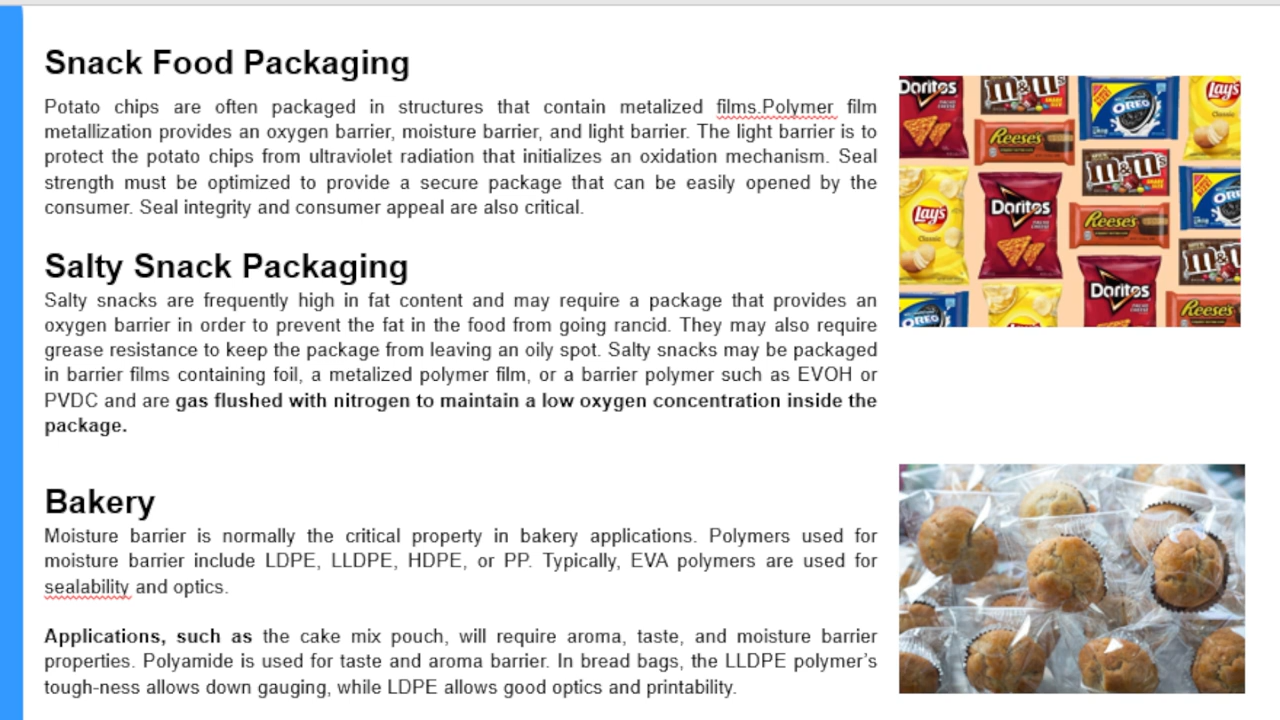 Snack Food Packaging
Potato chips are often packaged in structures that contain metalized films.Polymer film
metallization provides an oxygen barrier, moisture barrier, and light barrier. The light barrier is to
protect the potato chips from ultraviolet radiation that initializes an oxidation mechanism. Seal
strength must be optimized to provide a secure package that can be easily opened by the
consumer. Seal integrity and consumer appeal are also critical.
Salty Snack Packaging
Salty snacks are frequently high in fat content and may require a package that provides an
oxygen barrier in order to prevent the fat in the food from going rancid. They may also require
grease resistance to keep the package from leaving an oily spot. Salty snacks may be packaged
in barrier films containing foil, a metalized polymer film, or a barrier polymer such as EVOH or
PVDC and are gas flushed with nitrogen to maintain a low oxygen concentration inside the
package.
Bakery
Moisture barrier is normally the critical property in bakery applications. Polymers used for
moisture barrier include LDPE, LLDPE, HDPE, or PP. Typically, EVA polymers are used for
sealability and optics.
Applications, such as the cake mix pouch, will require aroma, taste, and moisture barrier
properties. Polyamide is used for taste and aroma barrier. In bread bags, the LLDPE polymer's
tough-ness allows down gauging, while LDPE allows good optics and printability.
Doritos
m&m's
OREO
Lay's
Classic
Reese's
m&m's
Lay's
Classic
Doritos
Reese's
Doritos
OREO
Reese's